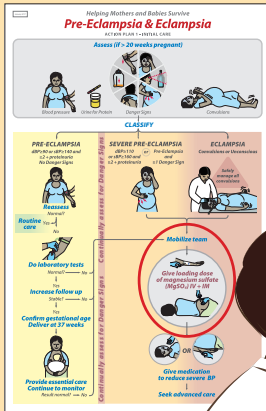 Helping Mothers and Babies Survive
Pre-Eclampsia & Eclampsia
ACTION PLAN 1 • INITIAL CARE
Assess (if > 20 weeks pregnant)
Blood pressure
Urine for Protein
Danger Signs
Convulsions
CLASSIFY
PRE-ECLAMPSIA
dBP≥90 or sBP≥140 and
≤2 + proteinuria
No Danger Signs
SEVERE PRE-ECLAMPSIA
dBP≥110
or sBP≥160 and
≥2 + proteinuria
or
Pre-Eclampsia
and
≥1 Danger Sign
ECLAMPSIA
Convulsions or Unconscious
Safely
manage all
convulsions
Continually assess for Danger Signs
Reassess
Normal?
Yes
Routine
care
No
Do laboratory tests
Normal?
No
Yes
Increase follow up
Stable?
No
Yes
Confirm gestational age
Deliver at 37 weeks
Provide essential care
Continue to monitor
Result normal?
No
Continually assess for Danger Signs
Mobilize team
Give loading dose
of magnesium sulfate
(MgSO₄) IV + IM
OR
Give medication
to reduce severe BP
Seek advanced care